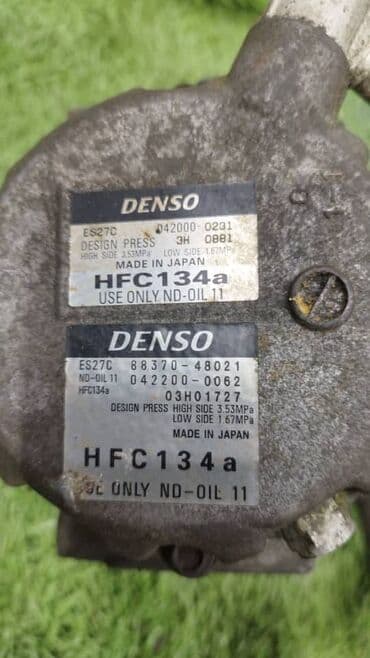 DENSO
ES27C 042000-0231
DESIGN PRESS 3H 0881
HIGH SIDE 3.53MPa LOW SIDE 1.67MPa
MADE IN JAPAN
HFC134a
USE ONLY ND-OIL 11
DENSO
ES27C 88370-48021
ND-OIL 11 042200-0062
HFC134a 03H01727
DESIGN PRESS HIGH SIDE 3.53MPa
LOW SIDE 1.67MPa
MADE IN JAPAN
HFC134a
USE ONLY ND-OIL 11